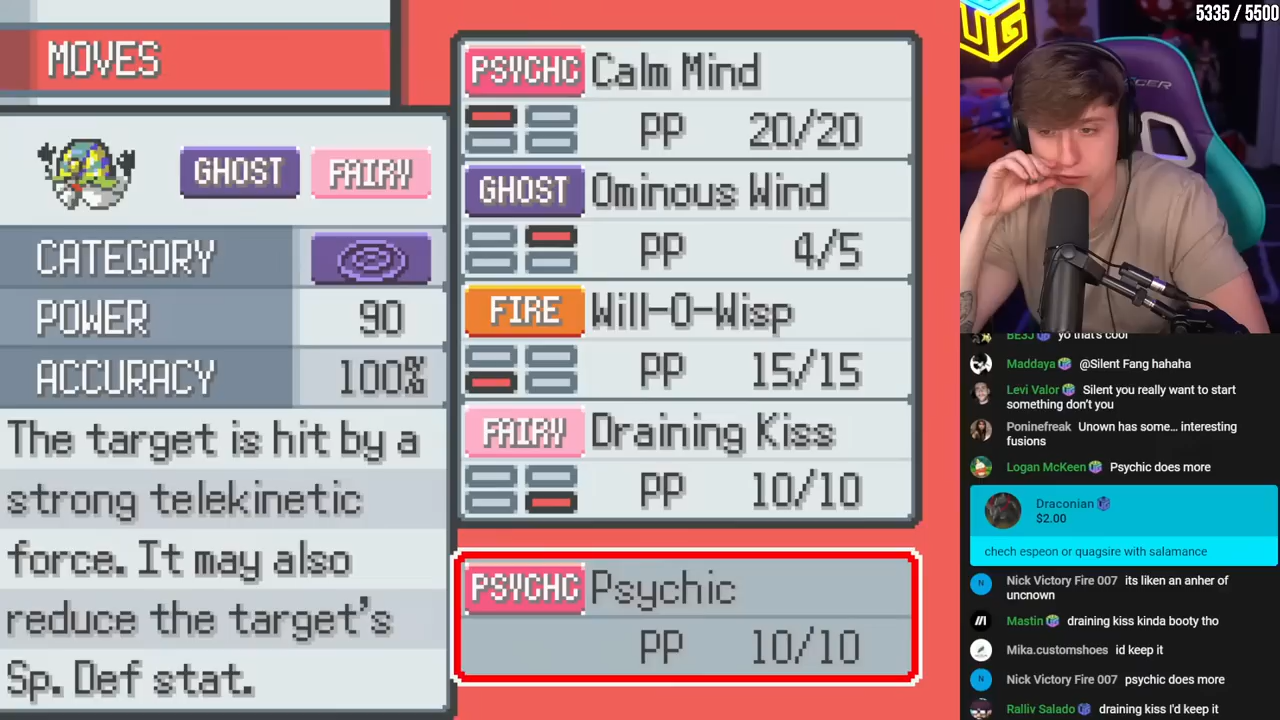 MOVES
GHOST FAIRY
CATEGORY
POWER 90
ACCURACY 100%
The target is hit by a
strong telekinetic
force. It may also
reduce the target's
Sp. Def stat.
PSYCHC Calm Mind
PP 20/20
GHOST Ominous Wind
PP 4/5
FIRE Will-O-Wisp
PP 15/15
FAIRY Draining Kiss
PP 10/10
PSYCHC Psychic
PP 10/10
5335 / 5500
UG
BE3J yo that's cool
Maddaya @Silent Fang hahaha
Levi Valor Silent you really want to start
something don't you
Poninefreak Unown has some... interesting
fusions
Logan McKeen Psychic does more
Draconian
$2.00
chech espeon or quagsire with salamance
Nick Victory Fire 007 its liken an anher of
uncnown
Mastin draining kiss kinda booty tho
Mika.customshoes id keep it
Nick Victory Fire 007 psychic does more
Ralliv Salado draining kiss I'd keep it